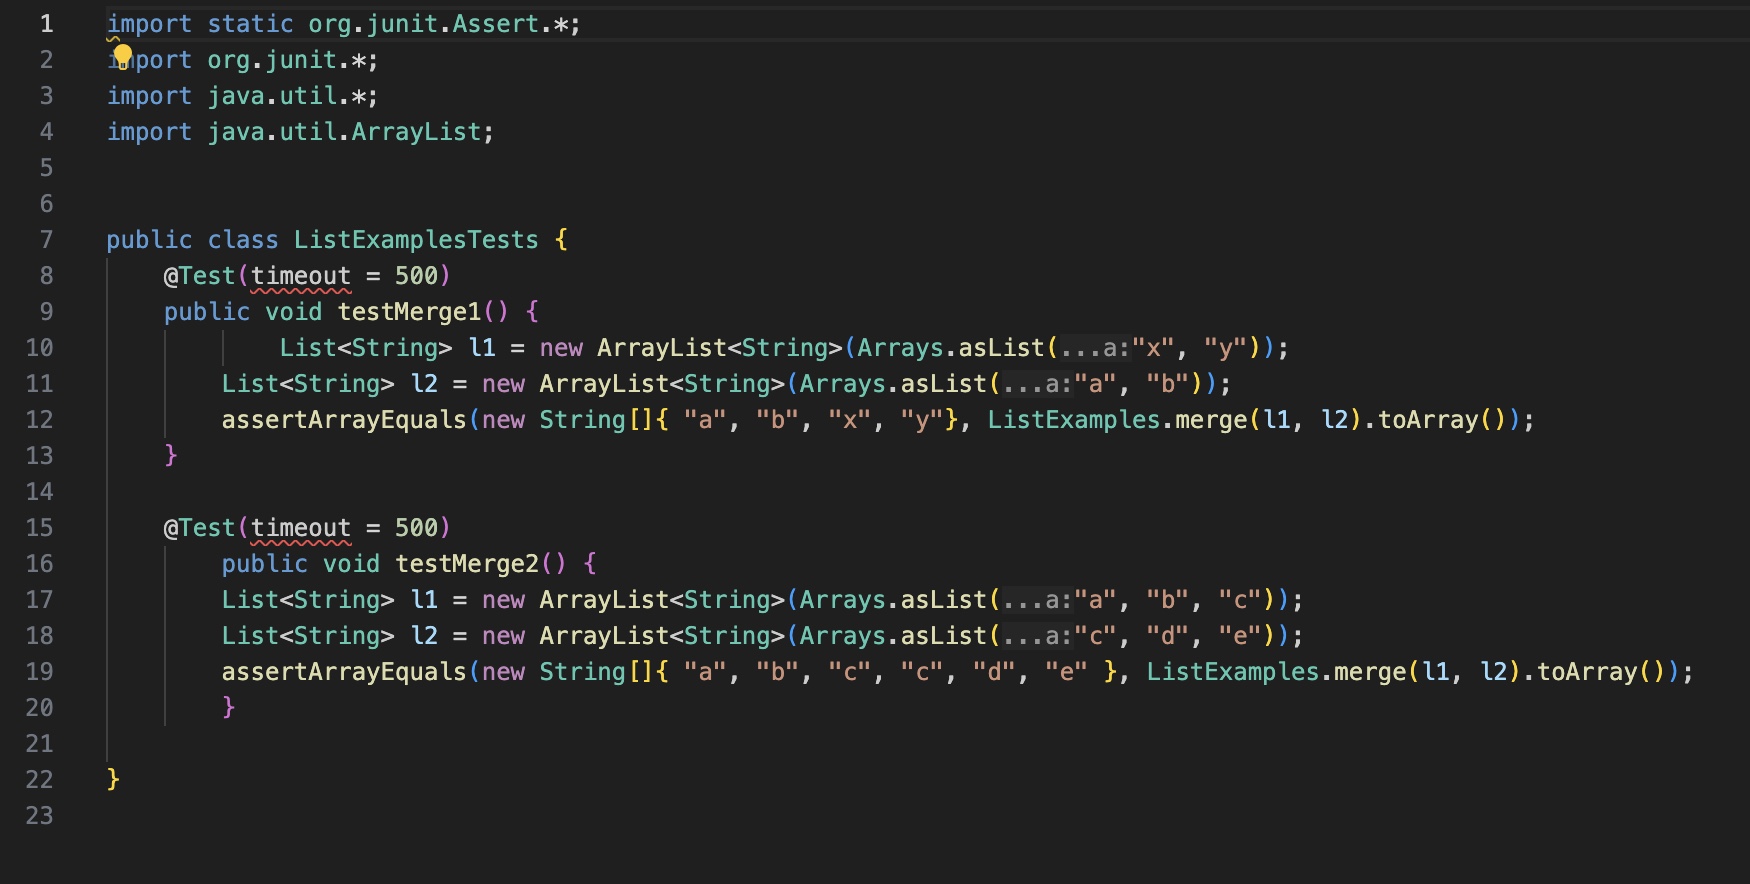 1 import static org.junit.Assert.*;
2 import org.junit.*;
3 import java.util.*;
4 import java.util.ArrayList;
5
6
7 public class ListExamplesTests {
8 @Test(timeout = 500)
9 public void testMerge1() {
10 List<String> l1 = new ArrayList<String>(Arrays.asList(...a:"x", "y"));
11 List<String> l2 = new ArrayList<String>(Arrays.asList(...a:"a", "b"));
12 assertArrayEquals(new String[]{ "a", "b", "x", "y"}, ListExamples.merge(l1, l2).toArray());
13 }
14
15 @Test(timeout = 500)
16 public void testMerge2() {
17 List<String> l1 = new ArrayList<String>(Arrays.asList(...a:"a", "b", "c"));
18 List<String> l2 = new ArrayList<String>(Arrays.asList(...a:"c", "d", "e"));
19 assertArrayEquals(new String[]{ "a", "b", "c", "c", "d", "e" }, ListExamples.merge(l1, l2).toArray());
20 }
21
22 }
23